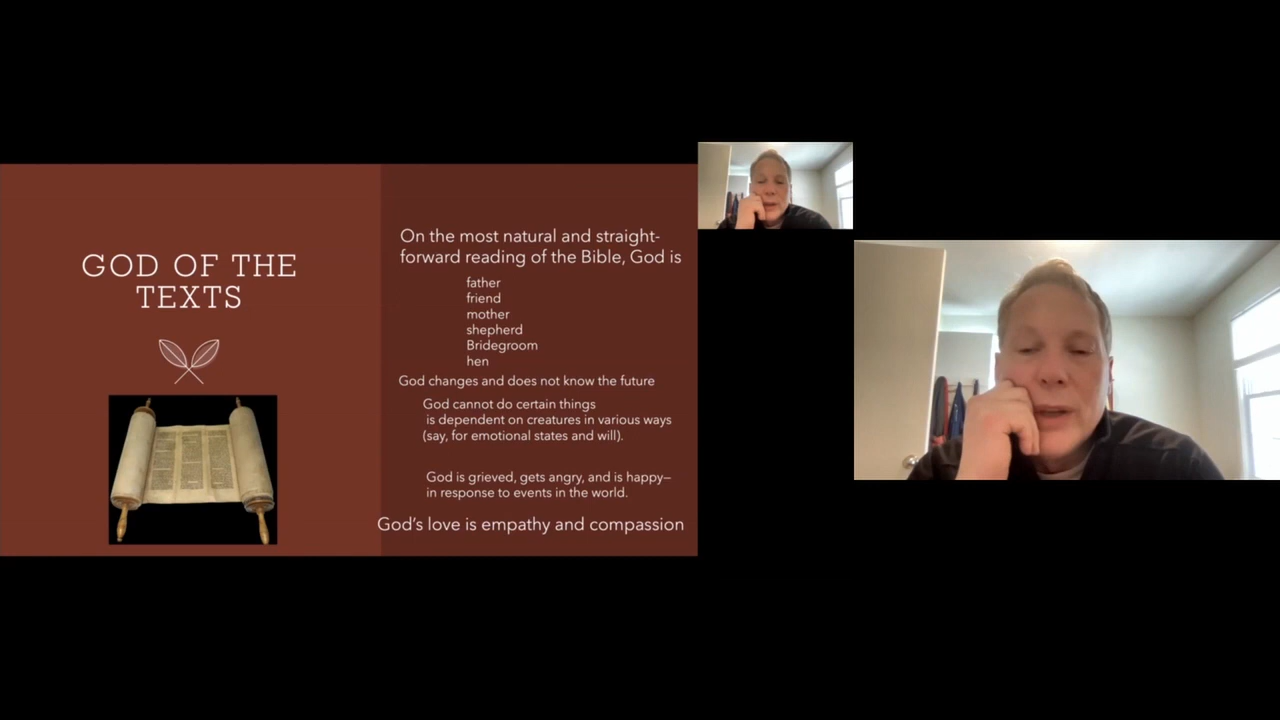 GOD OF THE
TEXTS
On the most natural and straight-
forward reading of the Bible, God is
father
friend
mother
shepherd
Bridegroom
hen
God changes and does not know the future
God cannot do certain things
is dependent on creatures in various ways
(say, for emotional states and will).
God is grieved, gets angry, and is happy—
in response to events in the world.
God's love is empathy and compassion